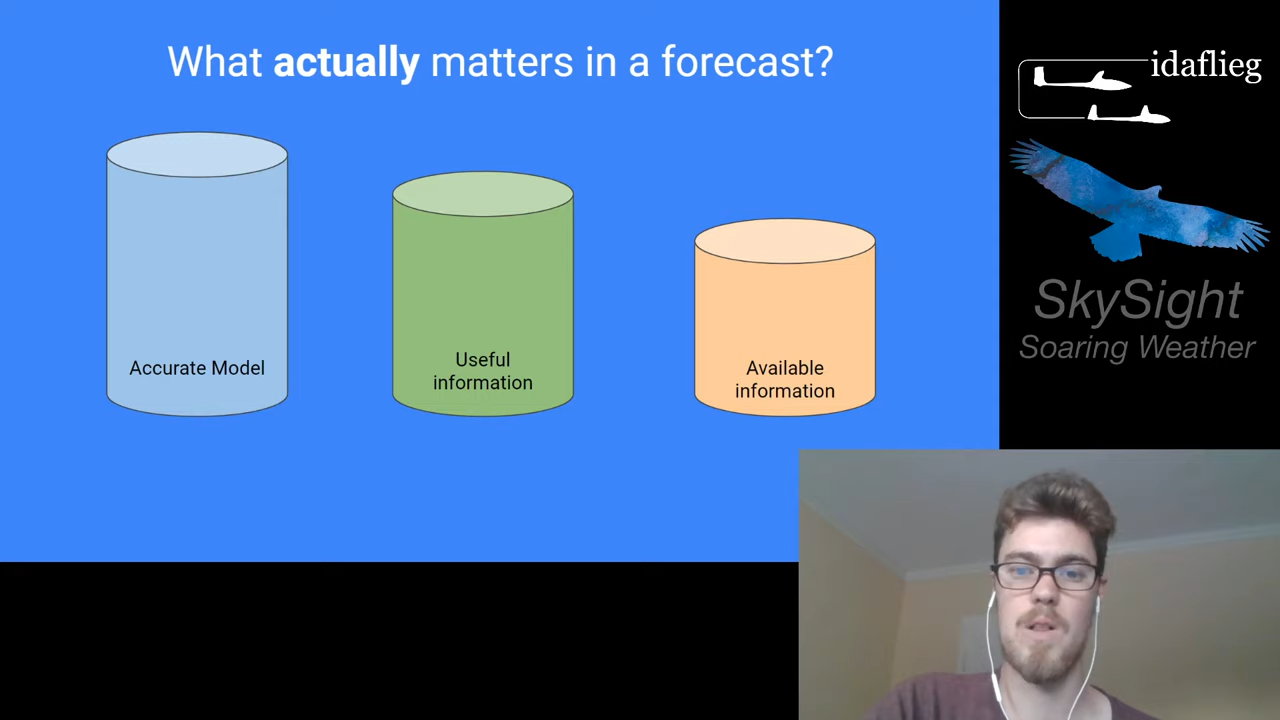 What actually matters in a forecast?
idaflieg
SkySight
Soaring Weather
Accurate Model
Useful
information
Available
information